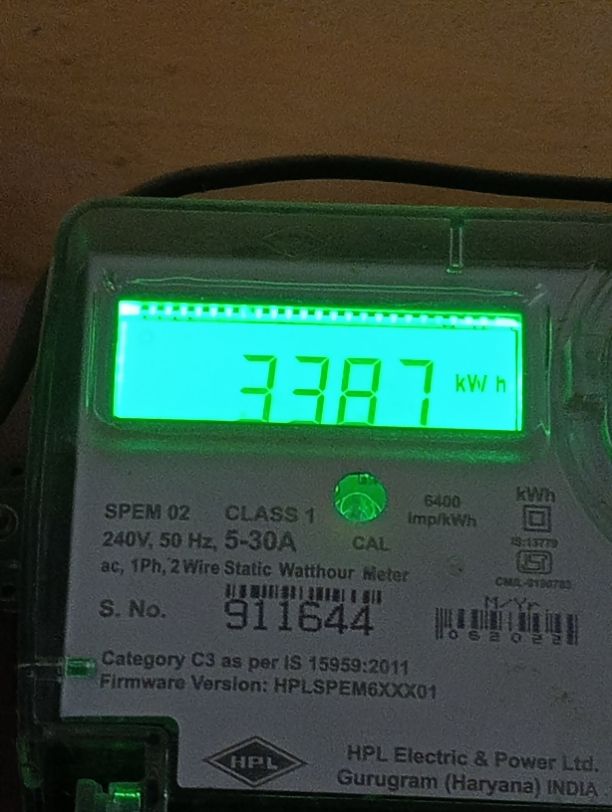 3387 kWh
SPEM 02 CLASS 1 6400 imp/kWh kWh
240V, 50 Hz, 5-30A CAL IS:13779
ac, 1Ph, 2 Wire Static Watthour Meter
S. No. 911644 M/Yr
062022
Category C3 as per IS 15959:2011
Firmware Version: HPLSPEM6XXX01
HPL HPL Electric & Power Ltd.
Gurugram (Haryana) INDIA